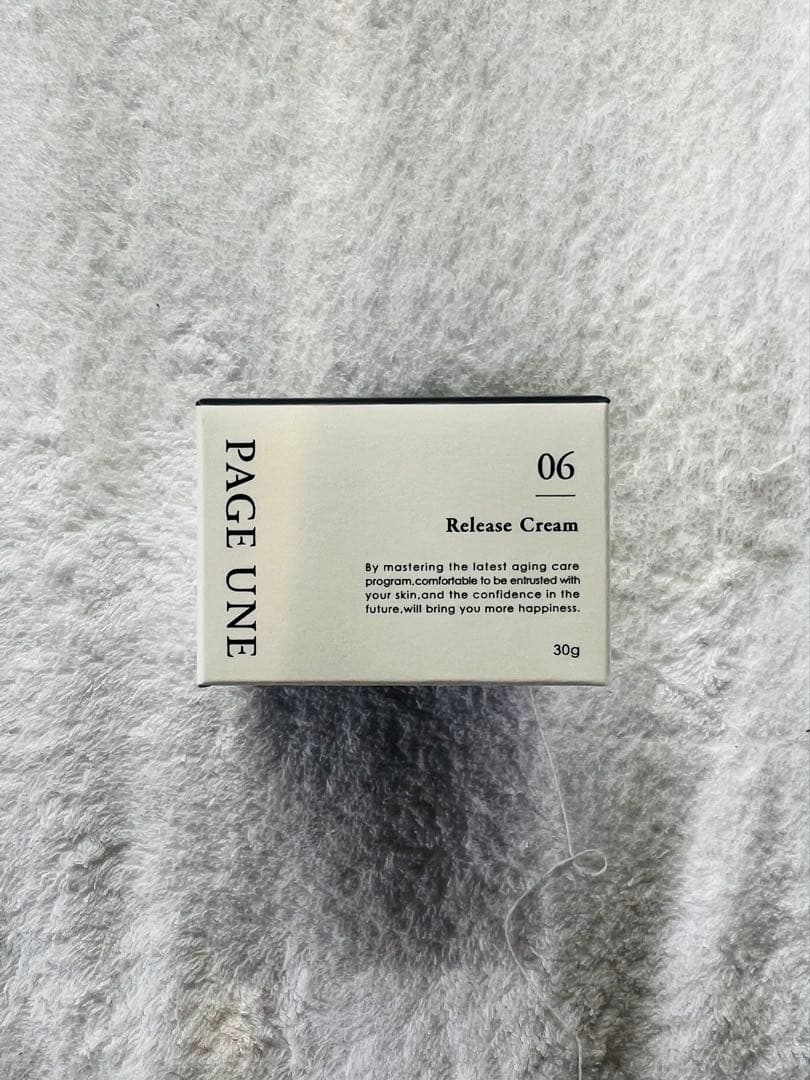 PAGE UNE
06
Release Cream
By mastering the latest aging care
program,comfortable to be entrusted with
your skin,and the confidence in the
future,will bring you more happiness.
30g